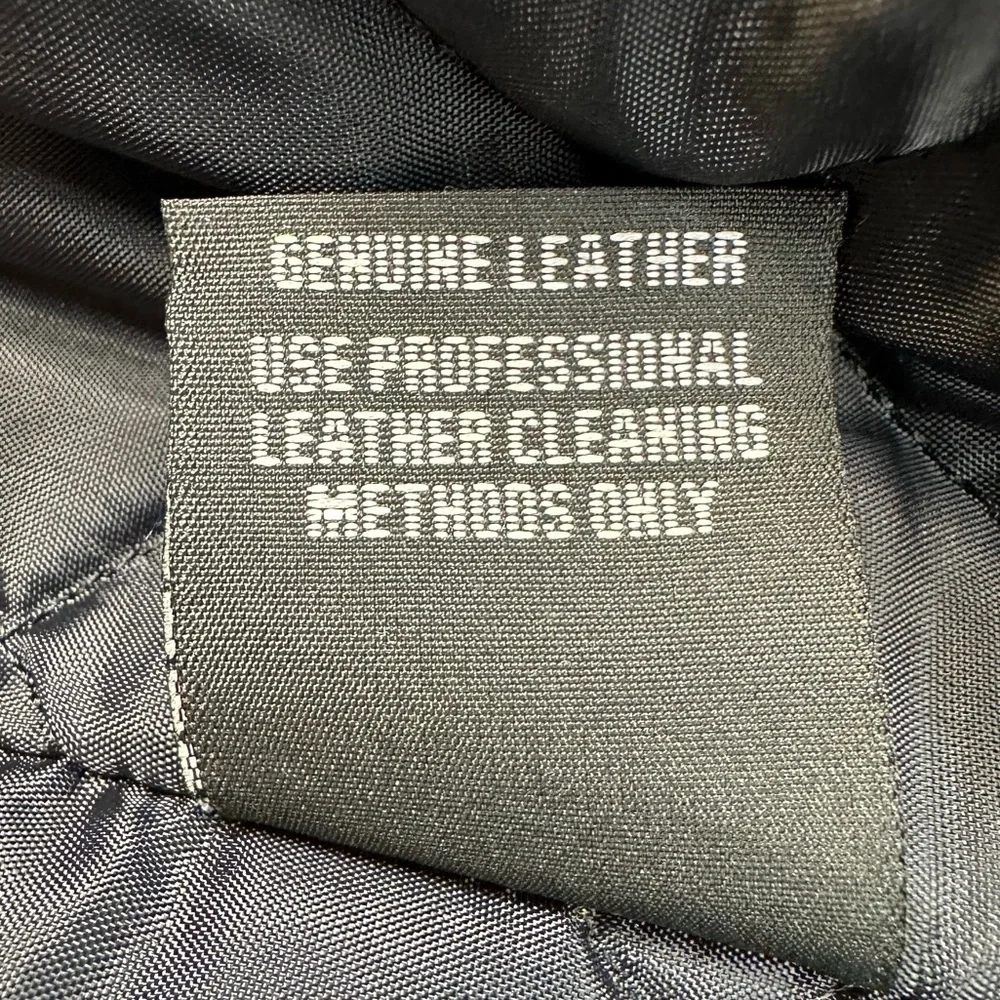 GENUINE LEATHER
USE PROFESSIONAL
LEATHER CLEANING
METHODS ONLY